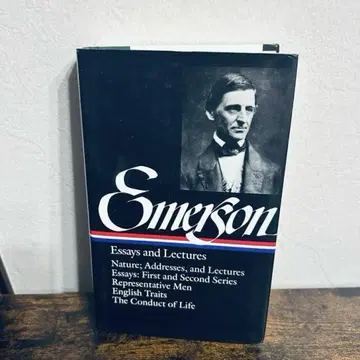 Emerson
Essays and Lectures
Nature; Addresses, and Lectures
Essays: First and Second Series
Representative Men
English Traits
The Conduct of Life